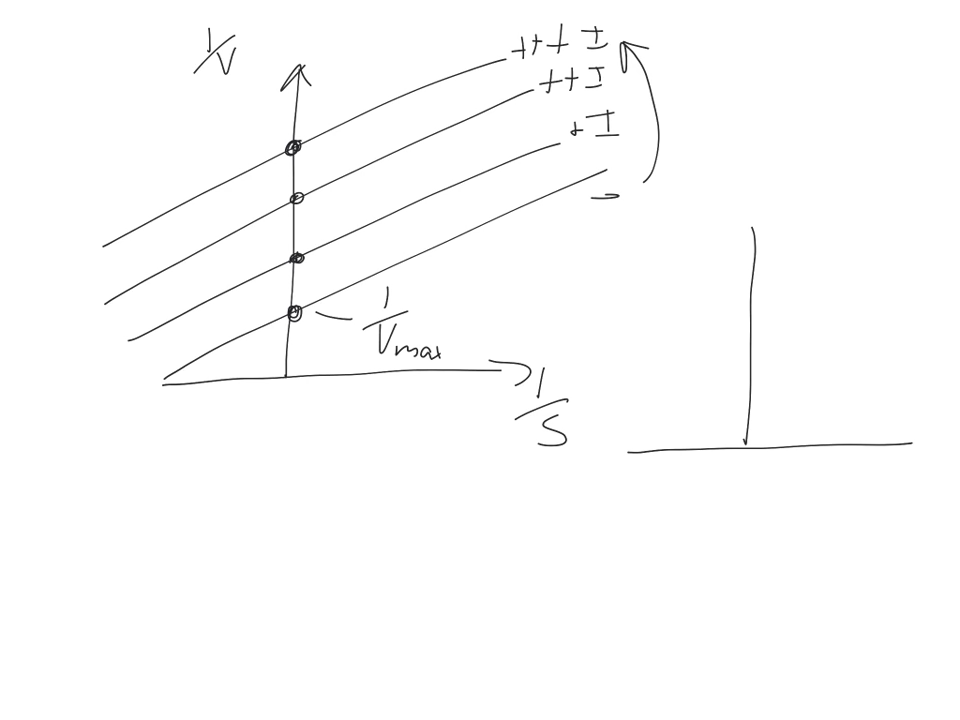 1/V
+++ I
++ I
+ I
-
1/Vmax
1/S